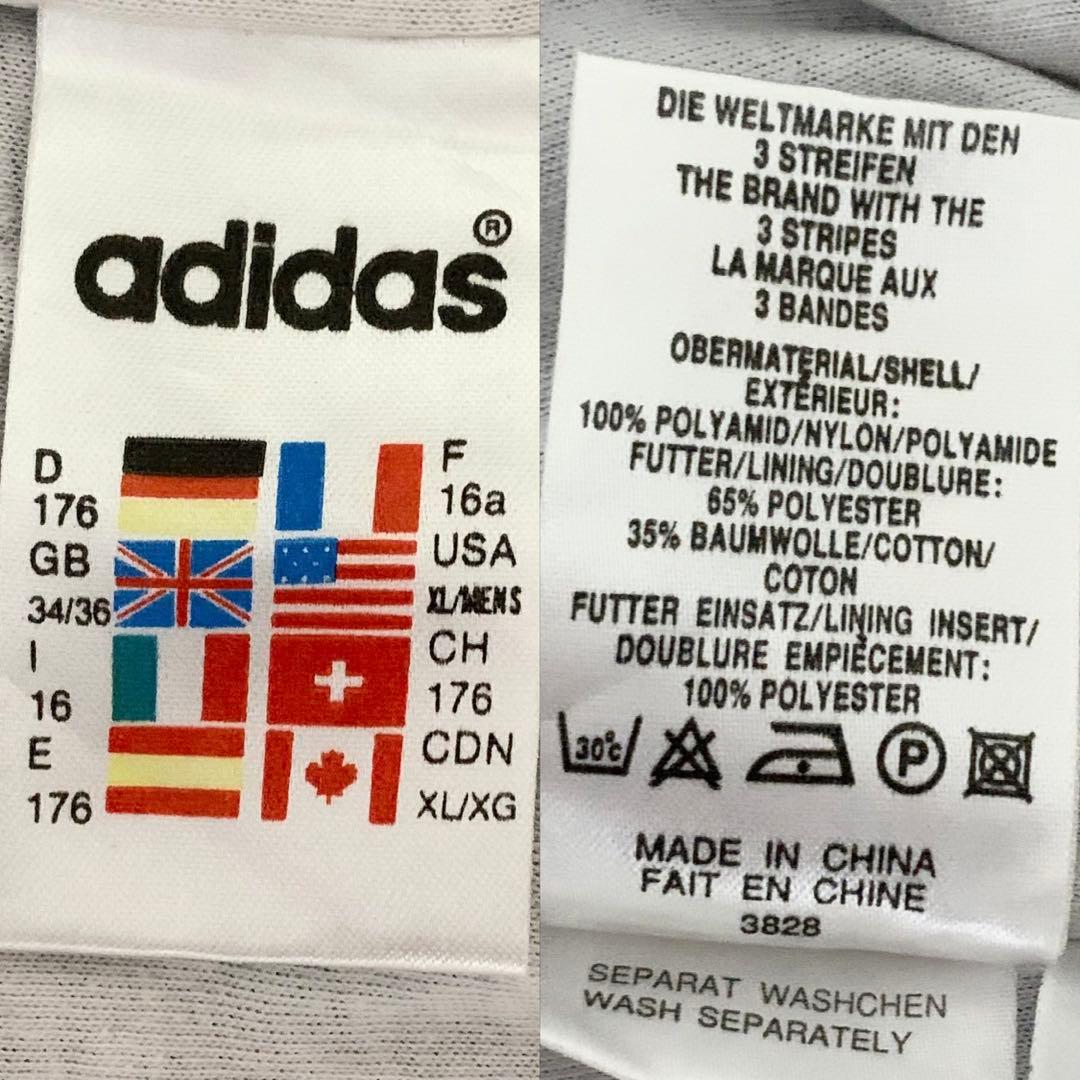 adidas®
D
176
GB
34/36
I
16
E
176
F
16a
USA
XL/MENS
CH
176
CDN
XL/XG
DIE WELTMARKE MIT DEN
3 STREIFEN
THE BRAND WITH THE
3 STRIPES
LA MARQUE AUX
3 BANDES
OBERMATERIAL/SHELL/
EXTÉRIEUR:
100% POLYAMID/NYLON/POLYAMIDE
FUTTER/LINING/DOUBLURE:
65% POLYESTER
35% BAUMWOLLE/COTTON/
COTON
FUTTER EINSATZ/LINING INSERT/
DOUBLURE EMPIÈCEMENT:
100% POLYESTER
30°C P
MADE IN CHINA
FAIT EN CHINE
3828
SEPARAT WASHCHEN
WASH SEPARATELY